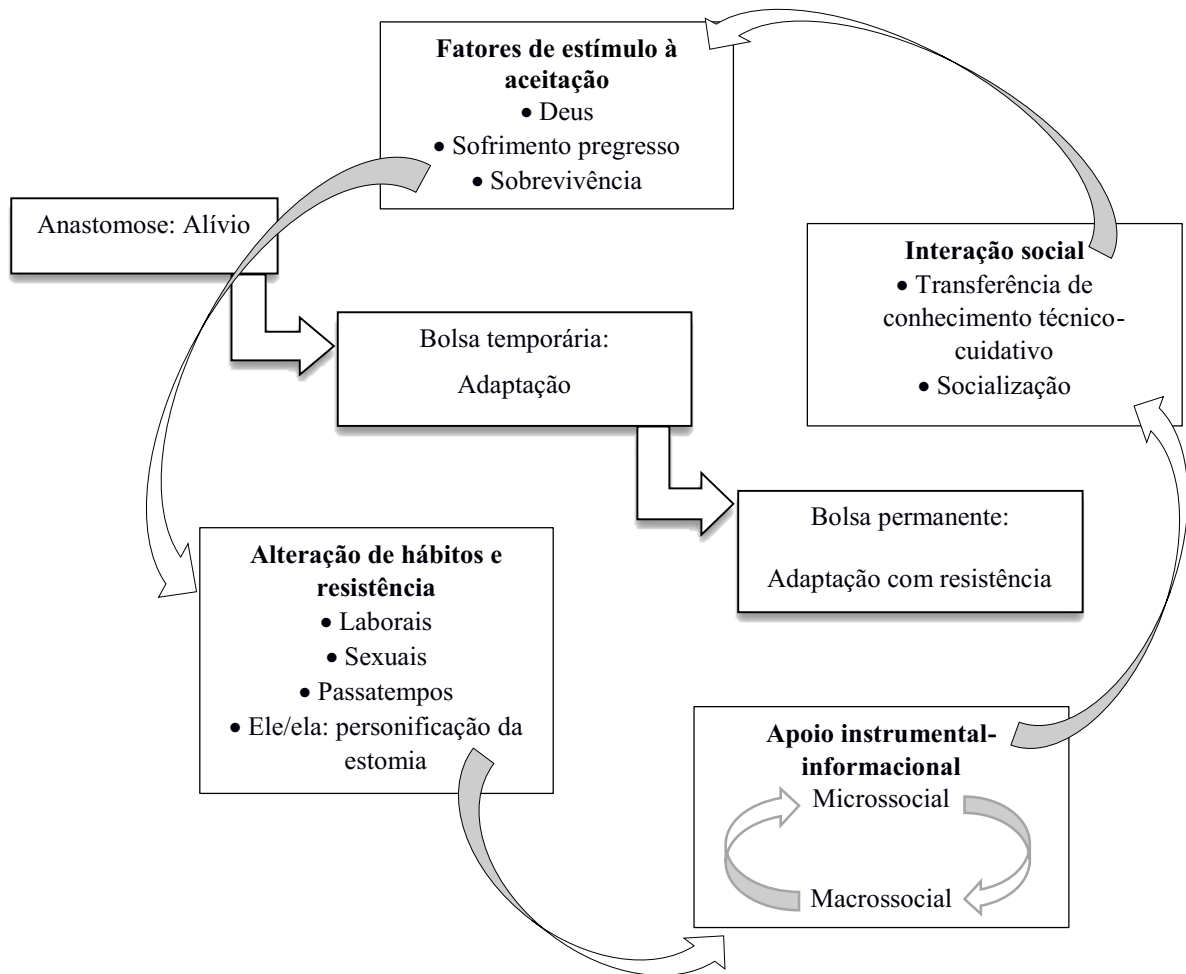 Fatores de estímulo à
aceitação
• Deus
• Sofrimento pregresso
• Sobrevivência
Anastomose: Alívio
Interação social
• Transferência de
conhecimento técnico-
cuidativo
• Socialização
Bolsa temporária:
Adaptação
Bolsa permanente:
Adaptação com resistência
Alteração de hábitos e
resistência
• Laborais
• Sexuais
• Passatempos
• Ele/ela: personificação da
estomia
Apoio instrumental-
informacional
Microssocial
Macrossocial